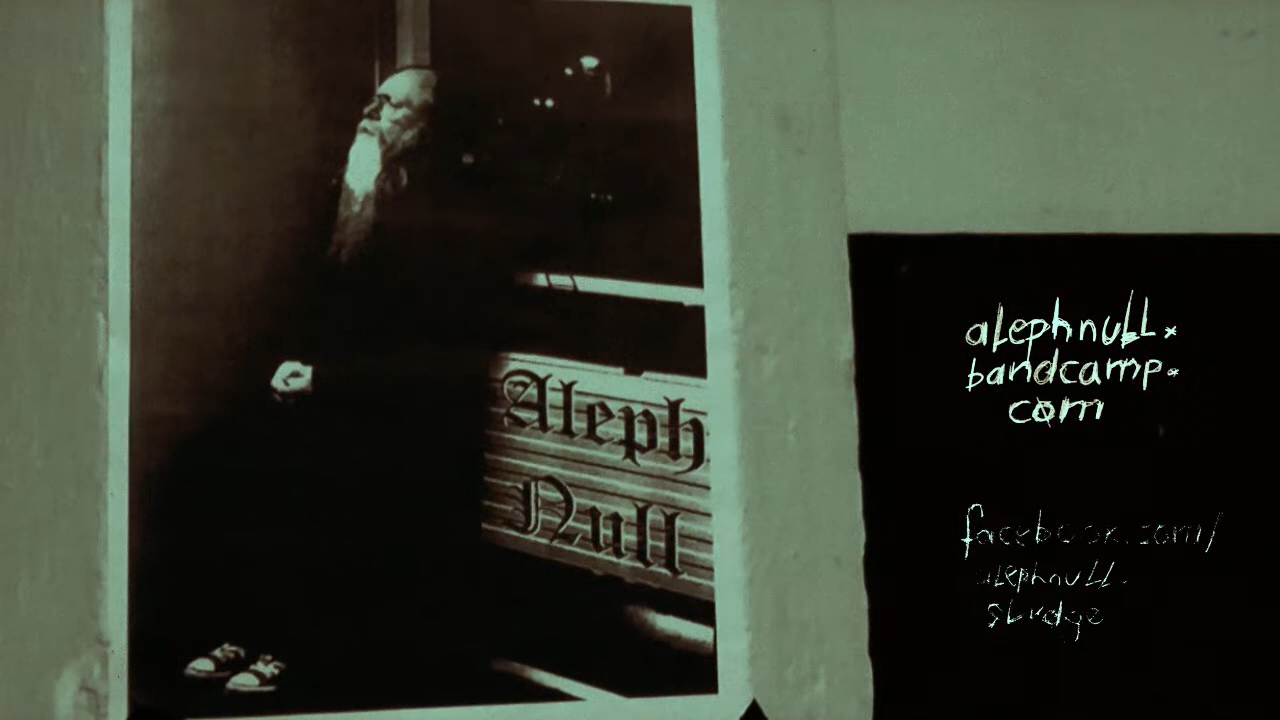 Aleph
Null
alephnull.
bandcamp.
com
facebook.com/
alephnull.
sludge